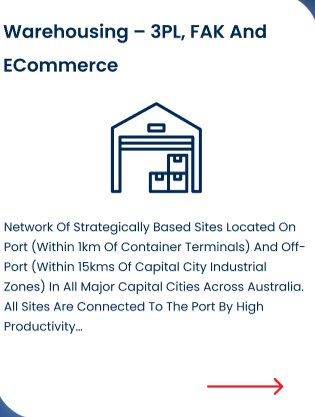 Warehousing – 3PL, FAK And
ECommerce
Network Of Strategically Based Sites Located On
Port (Within 1km Of Container Terminals) And Off-
Port (Within 15kms Of Capital City Industrial
Zones) In All Major Capital Cities Across Australia.
All Sites Are Connected To The Port By High
Productivity...